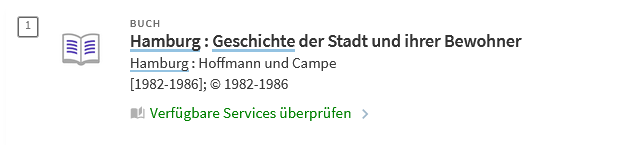 1
BUCH
Hamburg : Geschichte der Stadt und ihrer Bewohner
Hamburg : Hoffmann und Campe
[1982-1986]; © 1982-1986
Verfügbare Services überprüfen